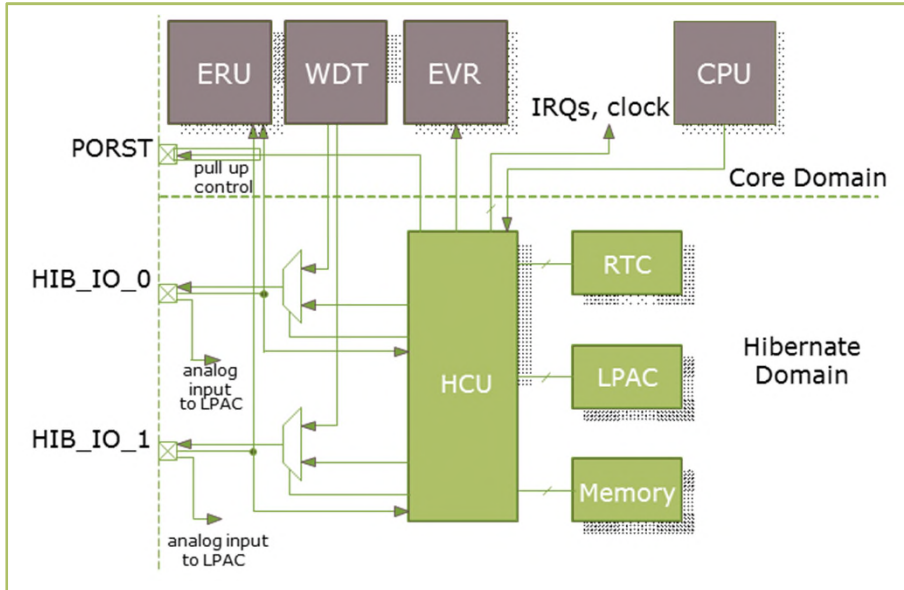 ERU
WDT
EVR
CPU
IRQs, clock
PORST
pull up
control
Core Domain
HIB_IO_0
RTC
analog
input
to LPAC
HCU
LPAC
Hibernate
Domain
HIB_IO_1
Memory
analog input
to LPAC